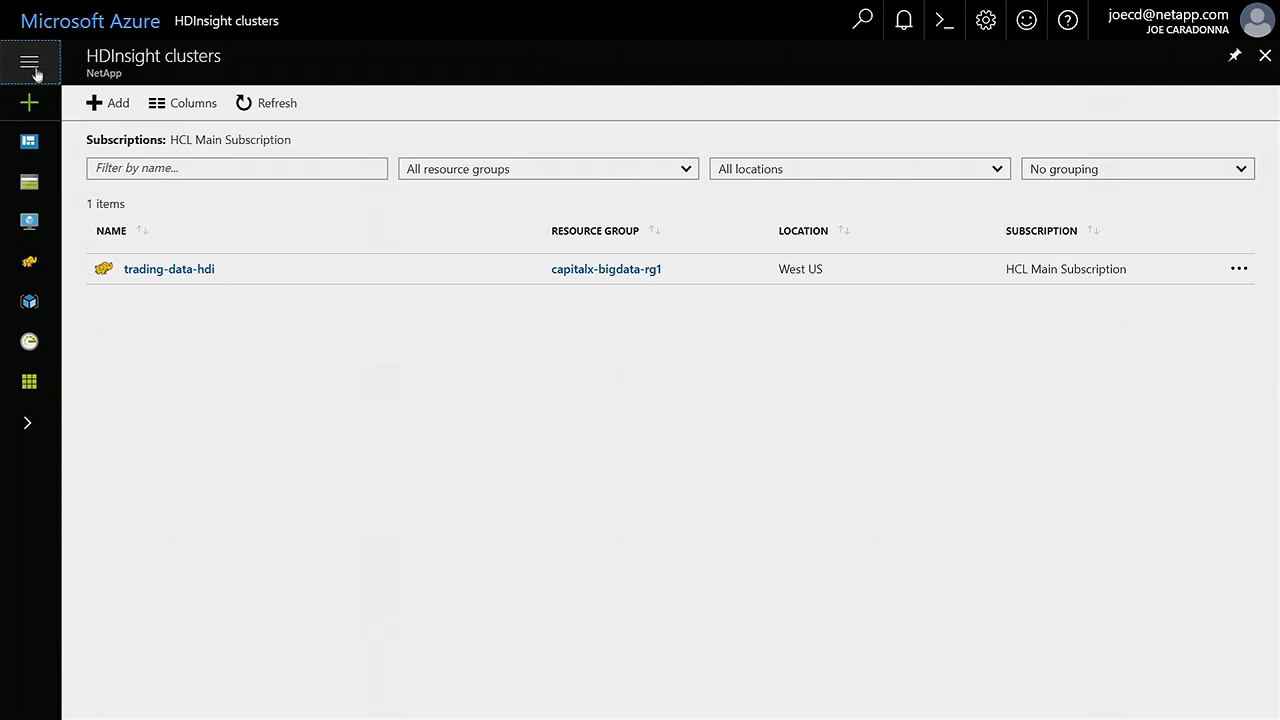 Microsoft Azure HDInsight clusters
joecd@netapp.com
JOE CARADONNA
HDInsight clusters
NetApp
Add Columns Refresh
Subscriptions: HCL Main Subscription
Filter by name... All resource groups All locations No grouping
1 items
NAME RESOURCE GROUP LOCATION SUBSCRIPTION
trading-data-hdi capitalx-bigdata-rg1 West US HCL Main Subscription